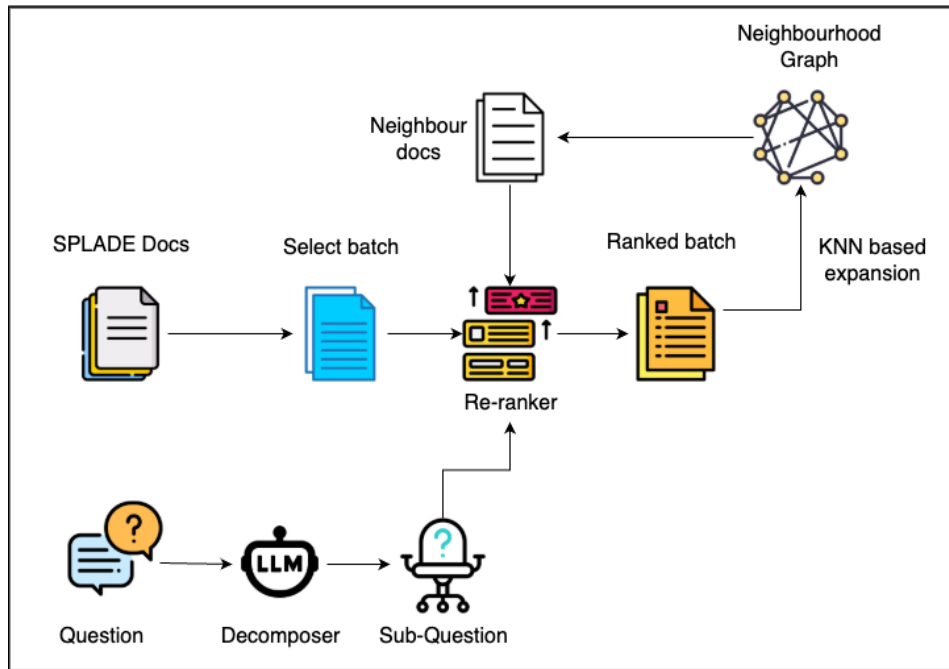 Neighbourhood
Graph
Neighbour
docs
SPLADE Docs
Select batch
Ranked batch
KNN based
expansion
Re-ranker
?
LLM
?
Question
Decomposer
Sub-Question